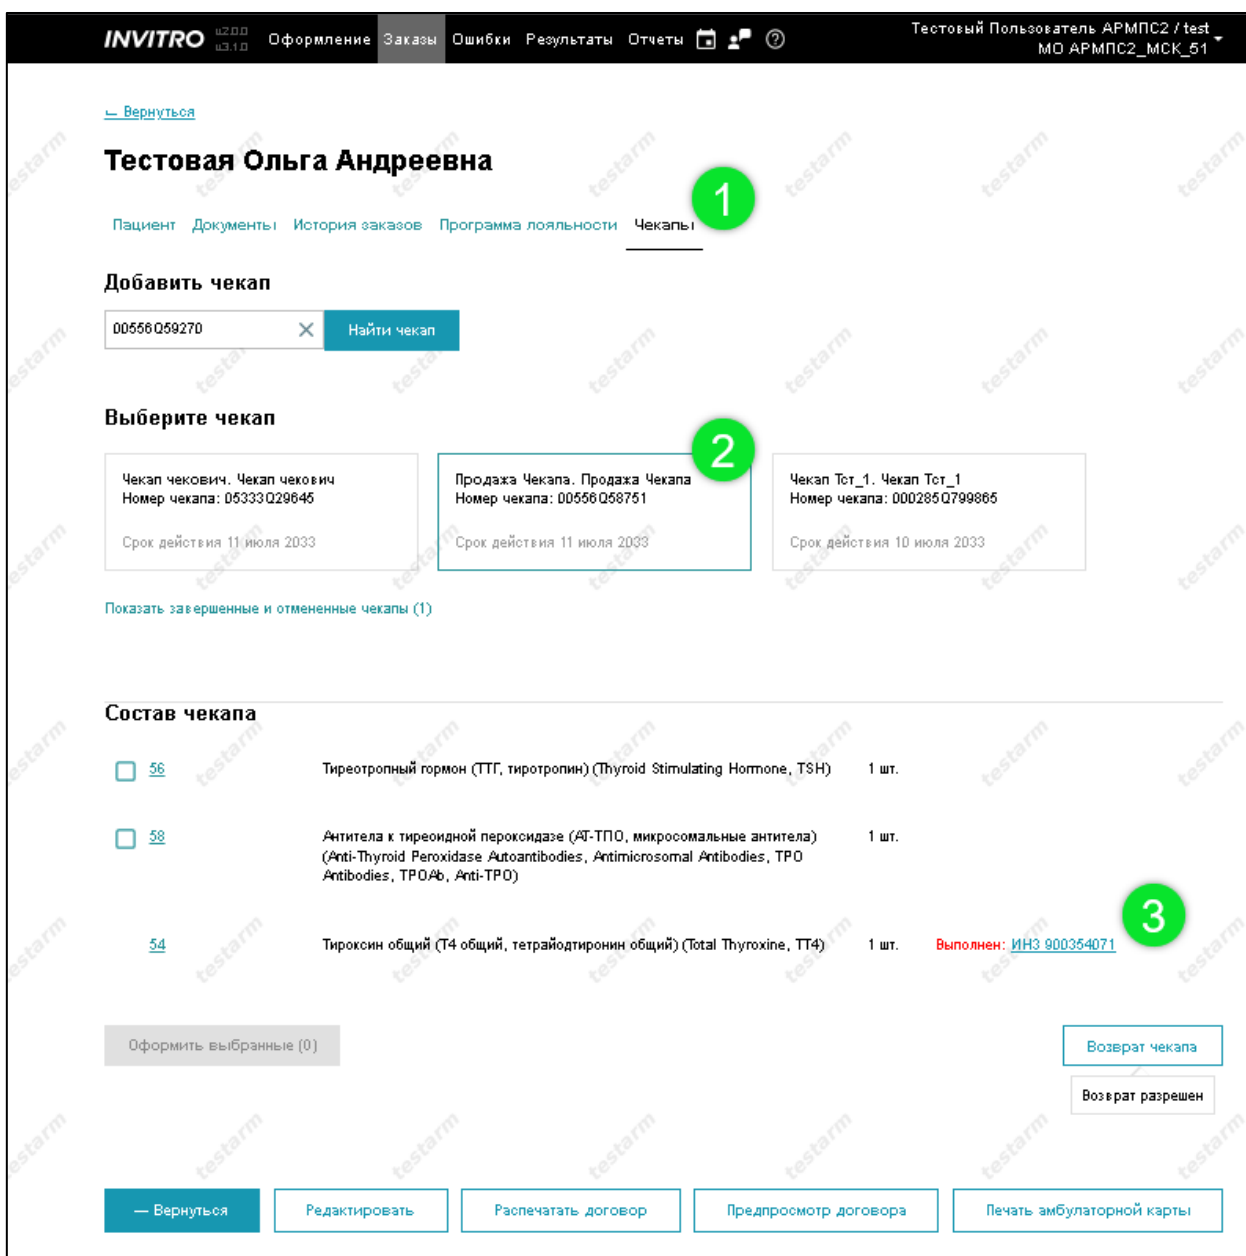 INVITRO u2.0.0 u3.1.0 Оформление Заказы Ошибки Результаты Отчеты
Тестовый Пользователь АРМПС2 / test
МО АРМПС2_МСК_51
← Вернуться
Тестовая Ольга Андреевна
1
Пациент Документы История заказов Программа лояльности Чекапы
Добавить чекап
00556Q59270 Найти чекап
Выберите чекап
2
Чекап чекович. Чекап чекович
Номер чекапа: 05333Q29645
Срок действия 11 июля 2033
Продажа Чекапа. Продажа Чекапа
Номер чекапа: 00556Q58751
Срок действия 11 июля 2033
Чекап Тст_1. Чекап Тст_1
Номер чекапа: 000285Q799865
Срок действия 10 июля 2033
Показать завершенные и отмененные чекапы (1)
Состав чекапа
56 Тиреотропный гормон (ТТГ, тиротропин) (Thyroid Stimulating Hormone, TSH) 1 шт.
58 Антитела к тиреоидной пероксидазе (АТ-ТПО, микросомальные антитела) 1 шт.
(Anti-Thyroid Peroxidase Autoantibodies, Antimicrosomal Antibodies, TPO
Antibodies, TPOAb, Anti-TPO)
3
54 Тироксин общий (Т4 общий, тетрайодтиронин общий) (Total Thyroxine, TT4) 1 шт. Выполнен: ИНЗ 900354071
Оформить выбранные (0) Возврат чекапа
Возврат разрешен
— Вернуться Редактировать Распечатать договор Предпросмотр договора Печать амбулаторной карты
testarm